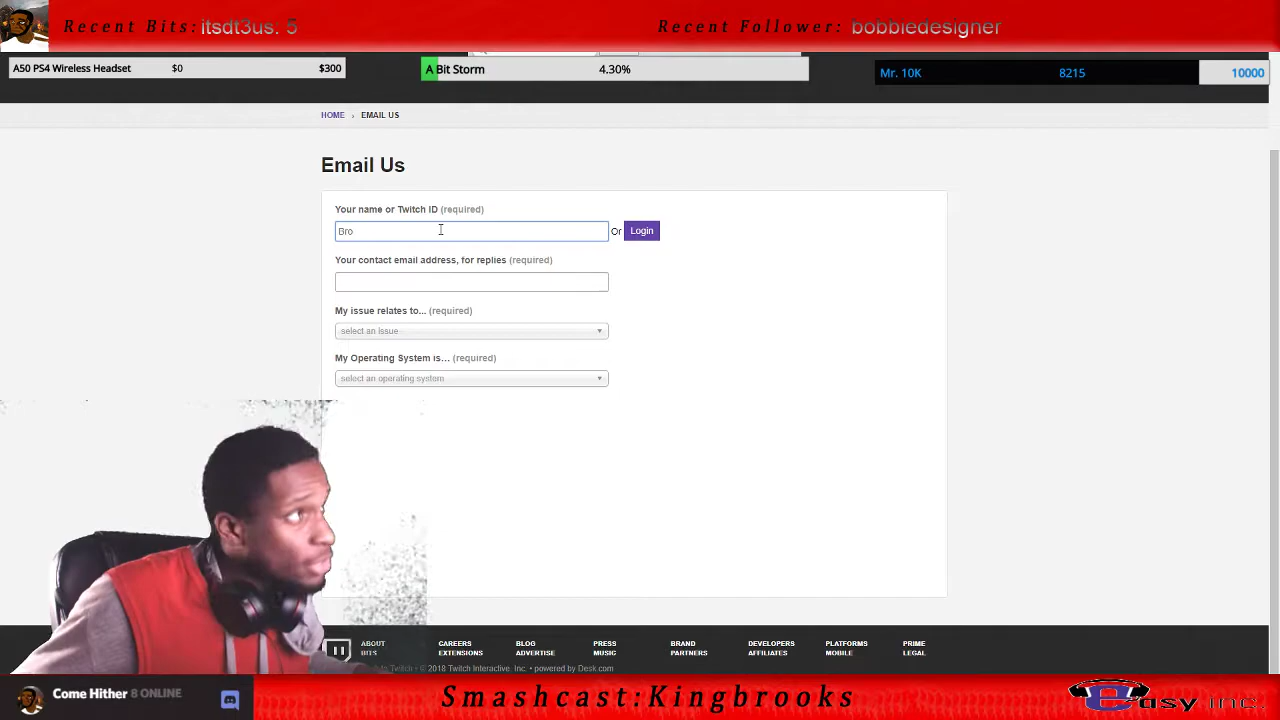 Recent Bits: itsdt3us. 5
Recent Follower: bobbiedesigner
A50 PS4 Wireless Headset $0 $300
A Bit Storm 4.30%
Mr. 10K 8215 10000
HOME › EMAIL US
Email Us
Your name or Twitch ID (required)
Bro Or Login
Your contact email address, for replies (required)
My issue relates to... (required)
select an issue
My Operating System is... (required)
select an operating system
ABOUT CAREERS BLOG PRESS BRAND DEVELOPERS PLATFORMS PRIME
BITS EXTENSIONS ADVERTISE MUSIC PARTNERS AFFILIATES MOBILE LEGAL
Twitch • © 2018 Twitch Interactive, Inc. • powered by Desk.com
Come Hither 8 ONLINE
Smashcast:Kingbrooks
easy inc.